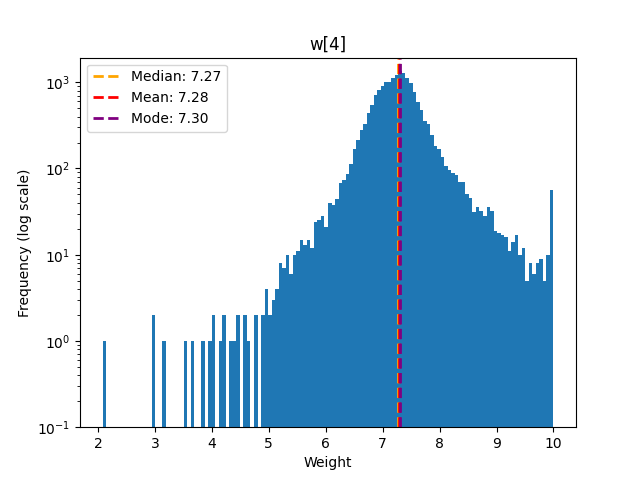 w[4]
Median: 7.27
Mean: 7.28
Mode: 7.30
Frequency (log scale)
10³
10²
10¹
10⁰
10⁻¹
2 3 4 5 6 7 8 9 10
Weight